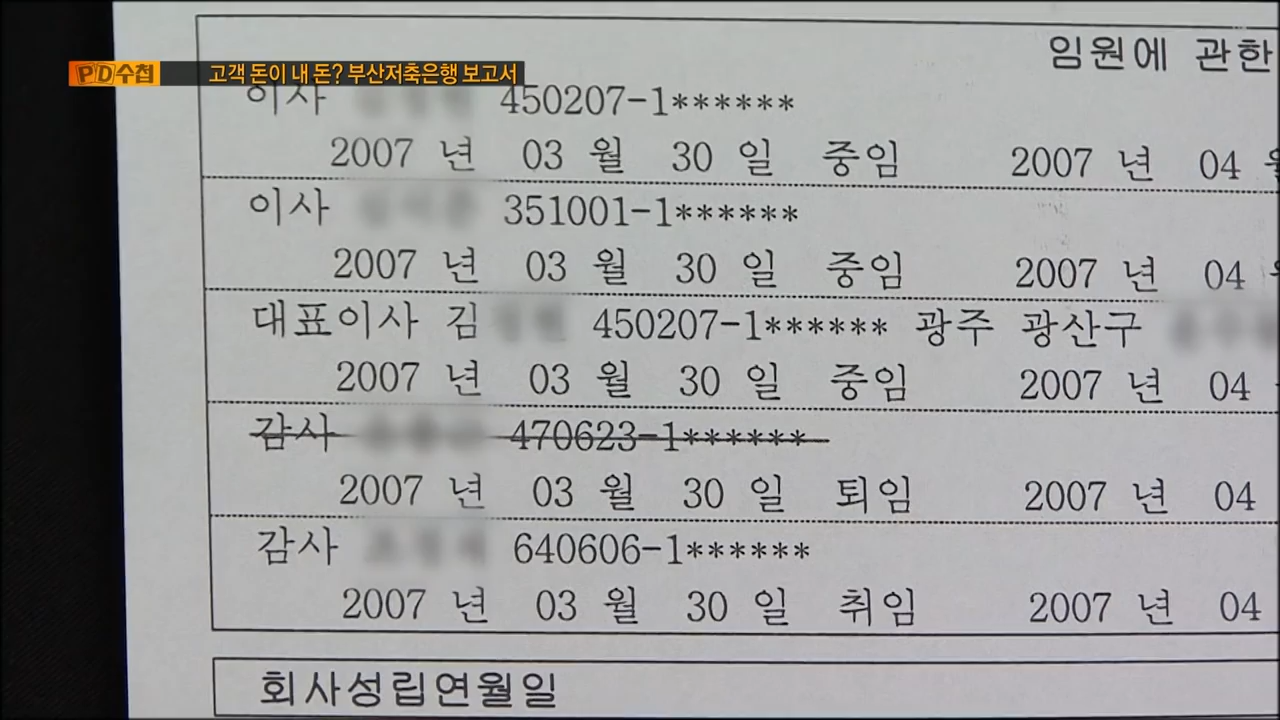 PD수첩 고객 돈이 내 돈? 부산저축은행 보고서
임원에 관한
이사 450207-1******
2007 년 03 월 30 일 중임 2007 년 04
이사 351001-1******
2007 년 03 월 30 일 중임 2007 년 04
대표이사 김 450207-1****** 광주 광산구
2007 년 03 월 30 일 중임 2007 년 04
감사 470623-1******
2007 년 03 월 30 일 퇴임 2007 년 04
감사 640606-1******
2007 년 03 월 30 일 취임 2007 년 04
회사성립연월일